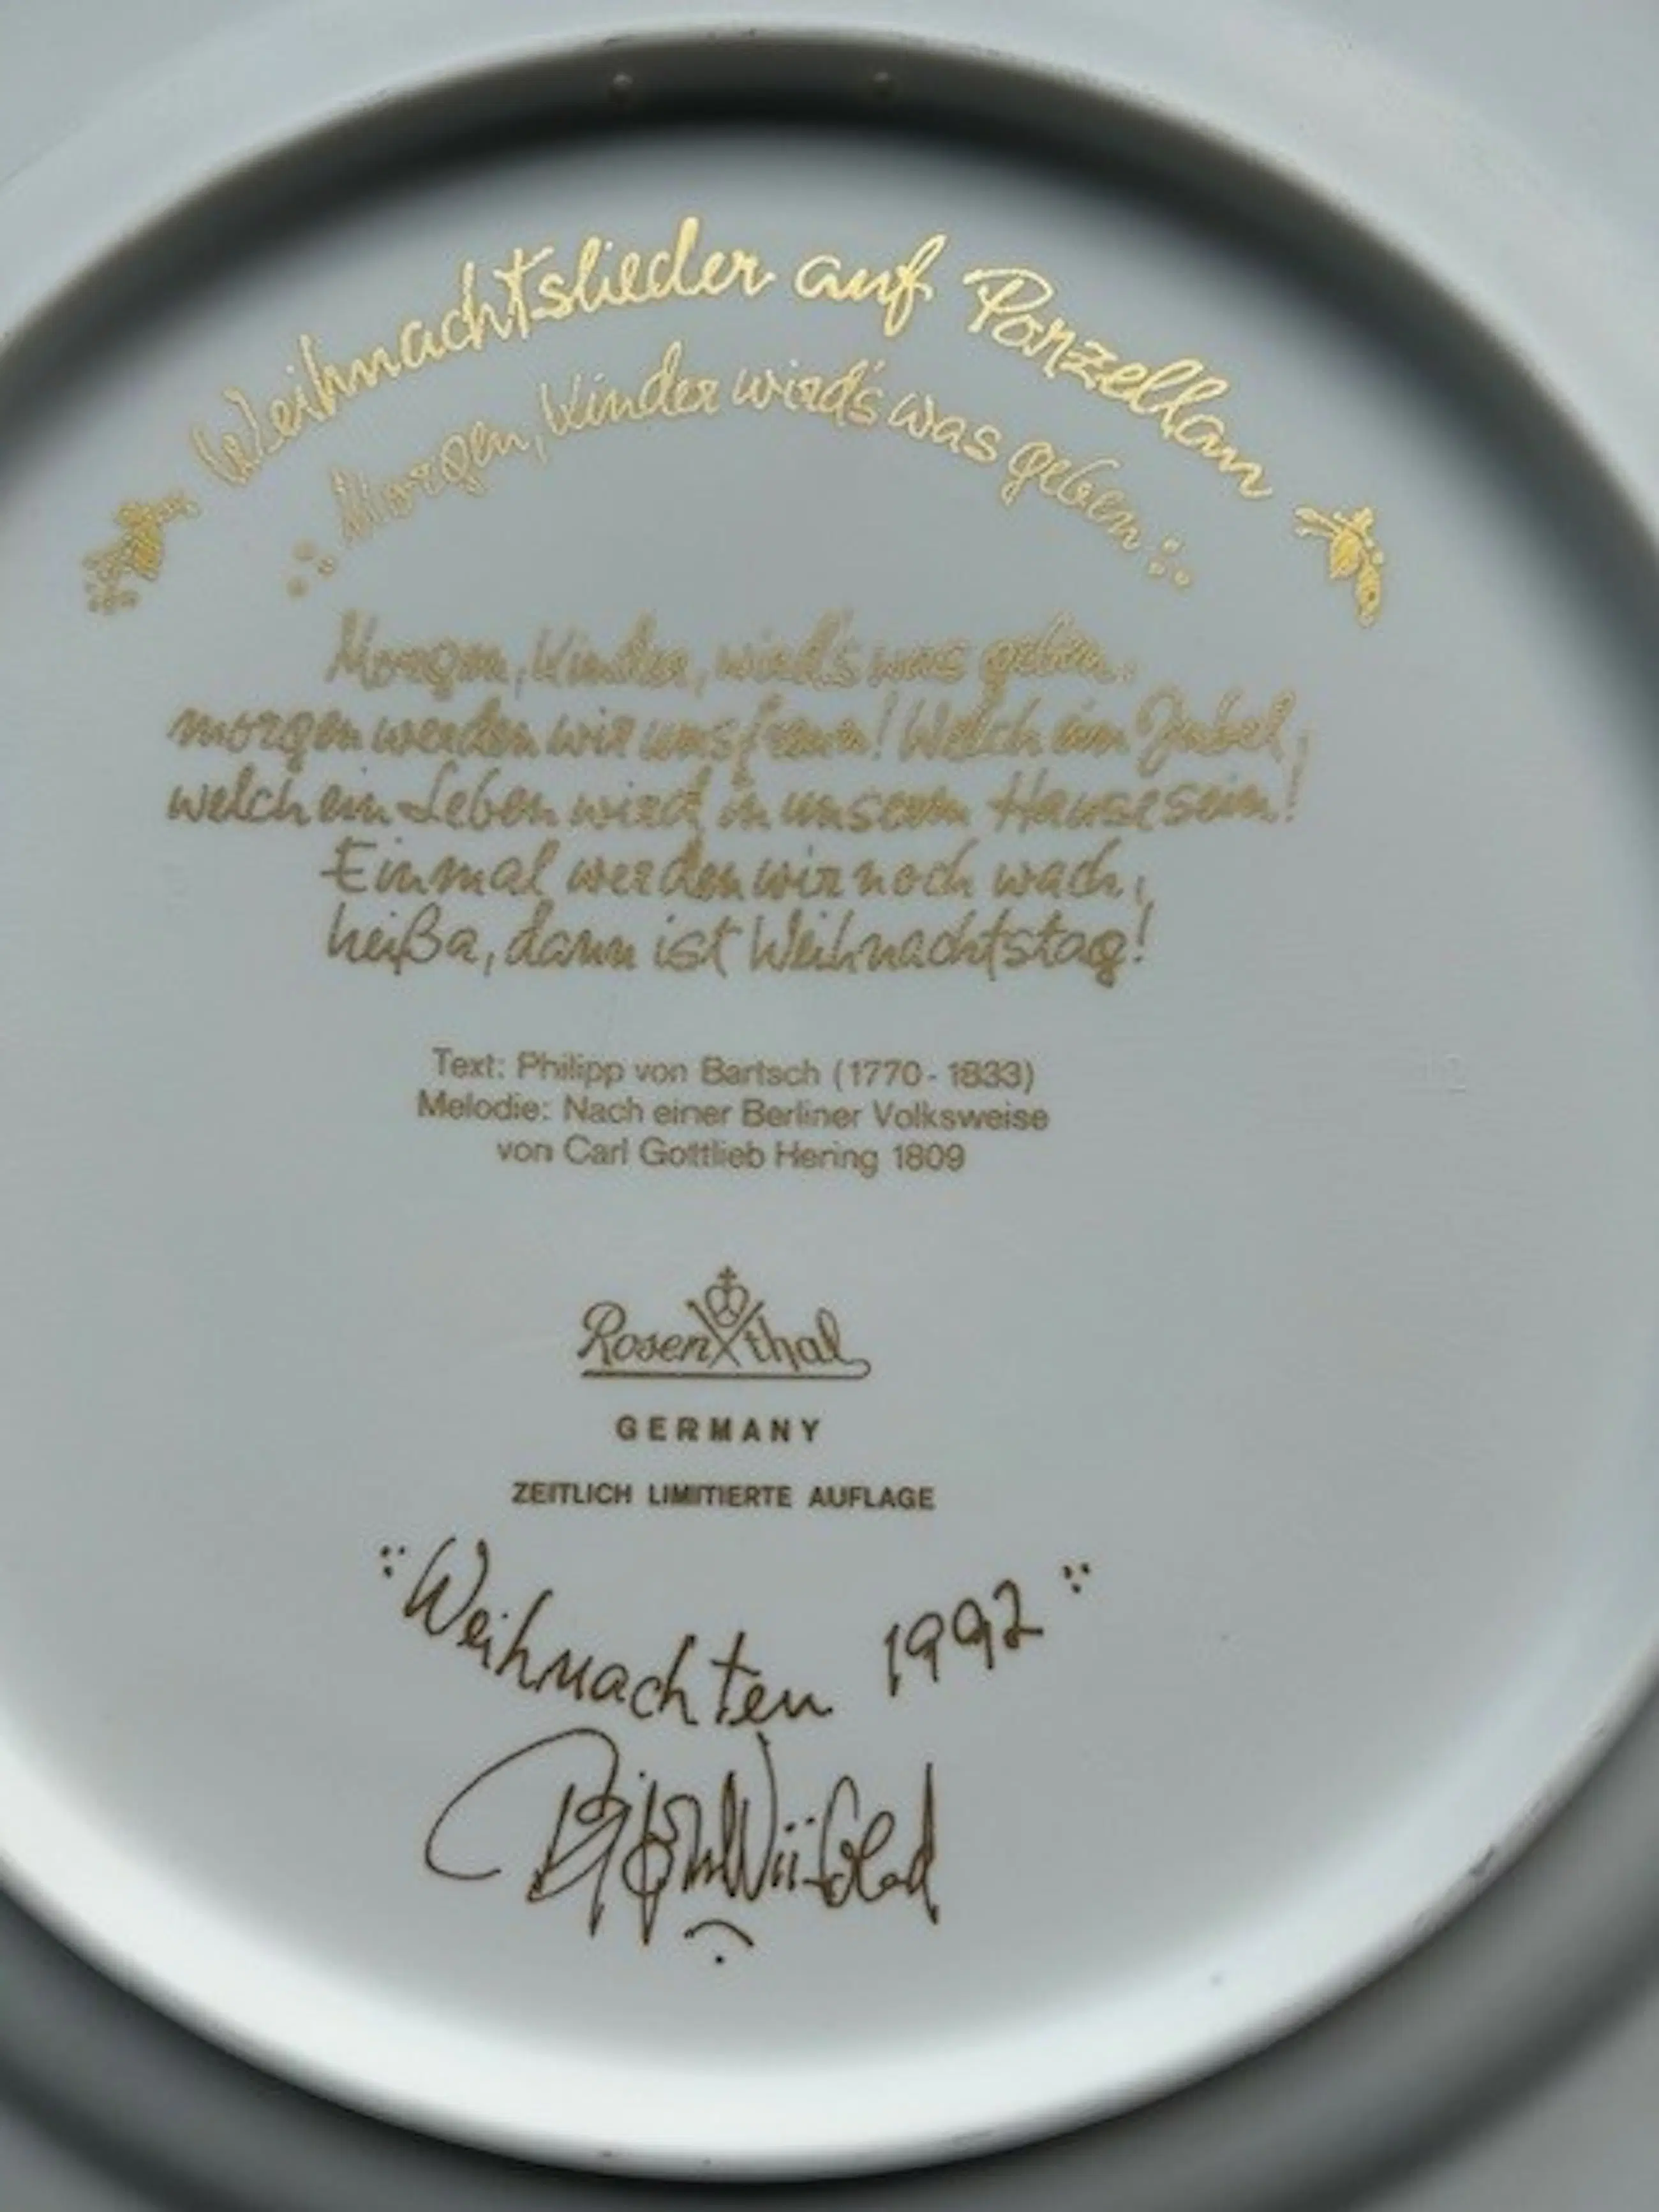 Weihnachtslieder auf Porzellan
Morgen, Kinder wird's was geben
Morgen, Kinder, wird's was geben,
morgen werden wir uns freuen! Welch ein Jubel,
welch ein Leben wird in unserm Hause sein!
Einmal werden wir noch wach,
heißa, dann ist Weihnachtstag!
Text: Philipp von Bartsch (1770 - 1833)
Melodie: Nach einer Berliner Volksweise
von Carl Gottlieb Hering 1809
Rosenthal
GERMANY
ZEITLICH LIMITIERTE AUFLAGE
Weihnachten 1992
Björn Wiinblad